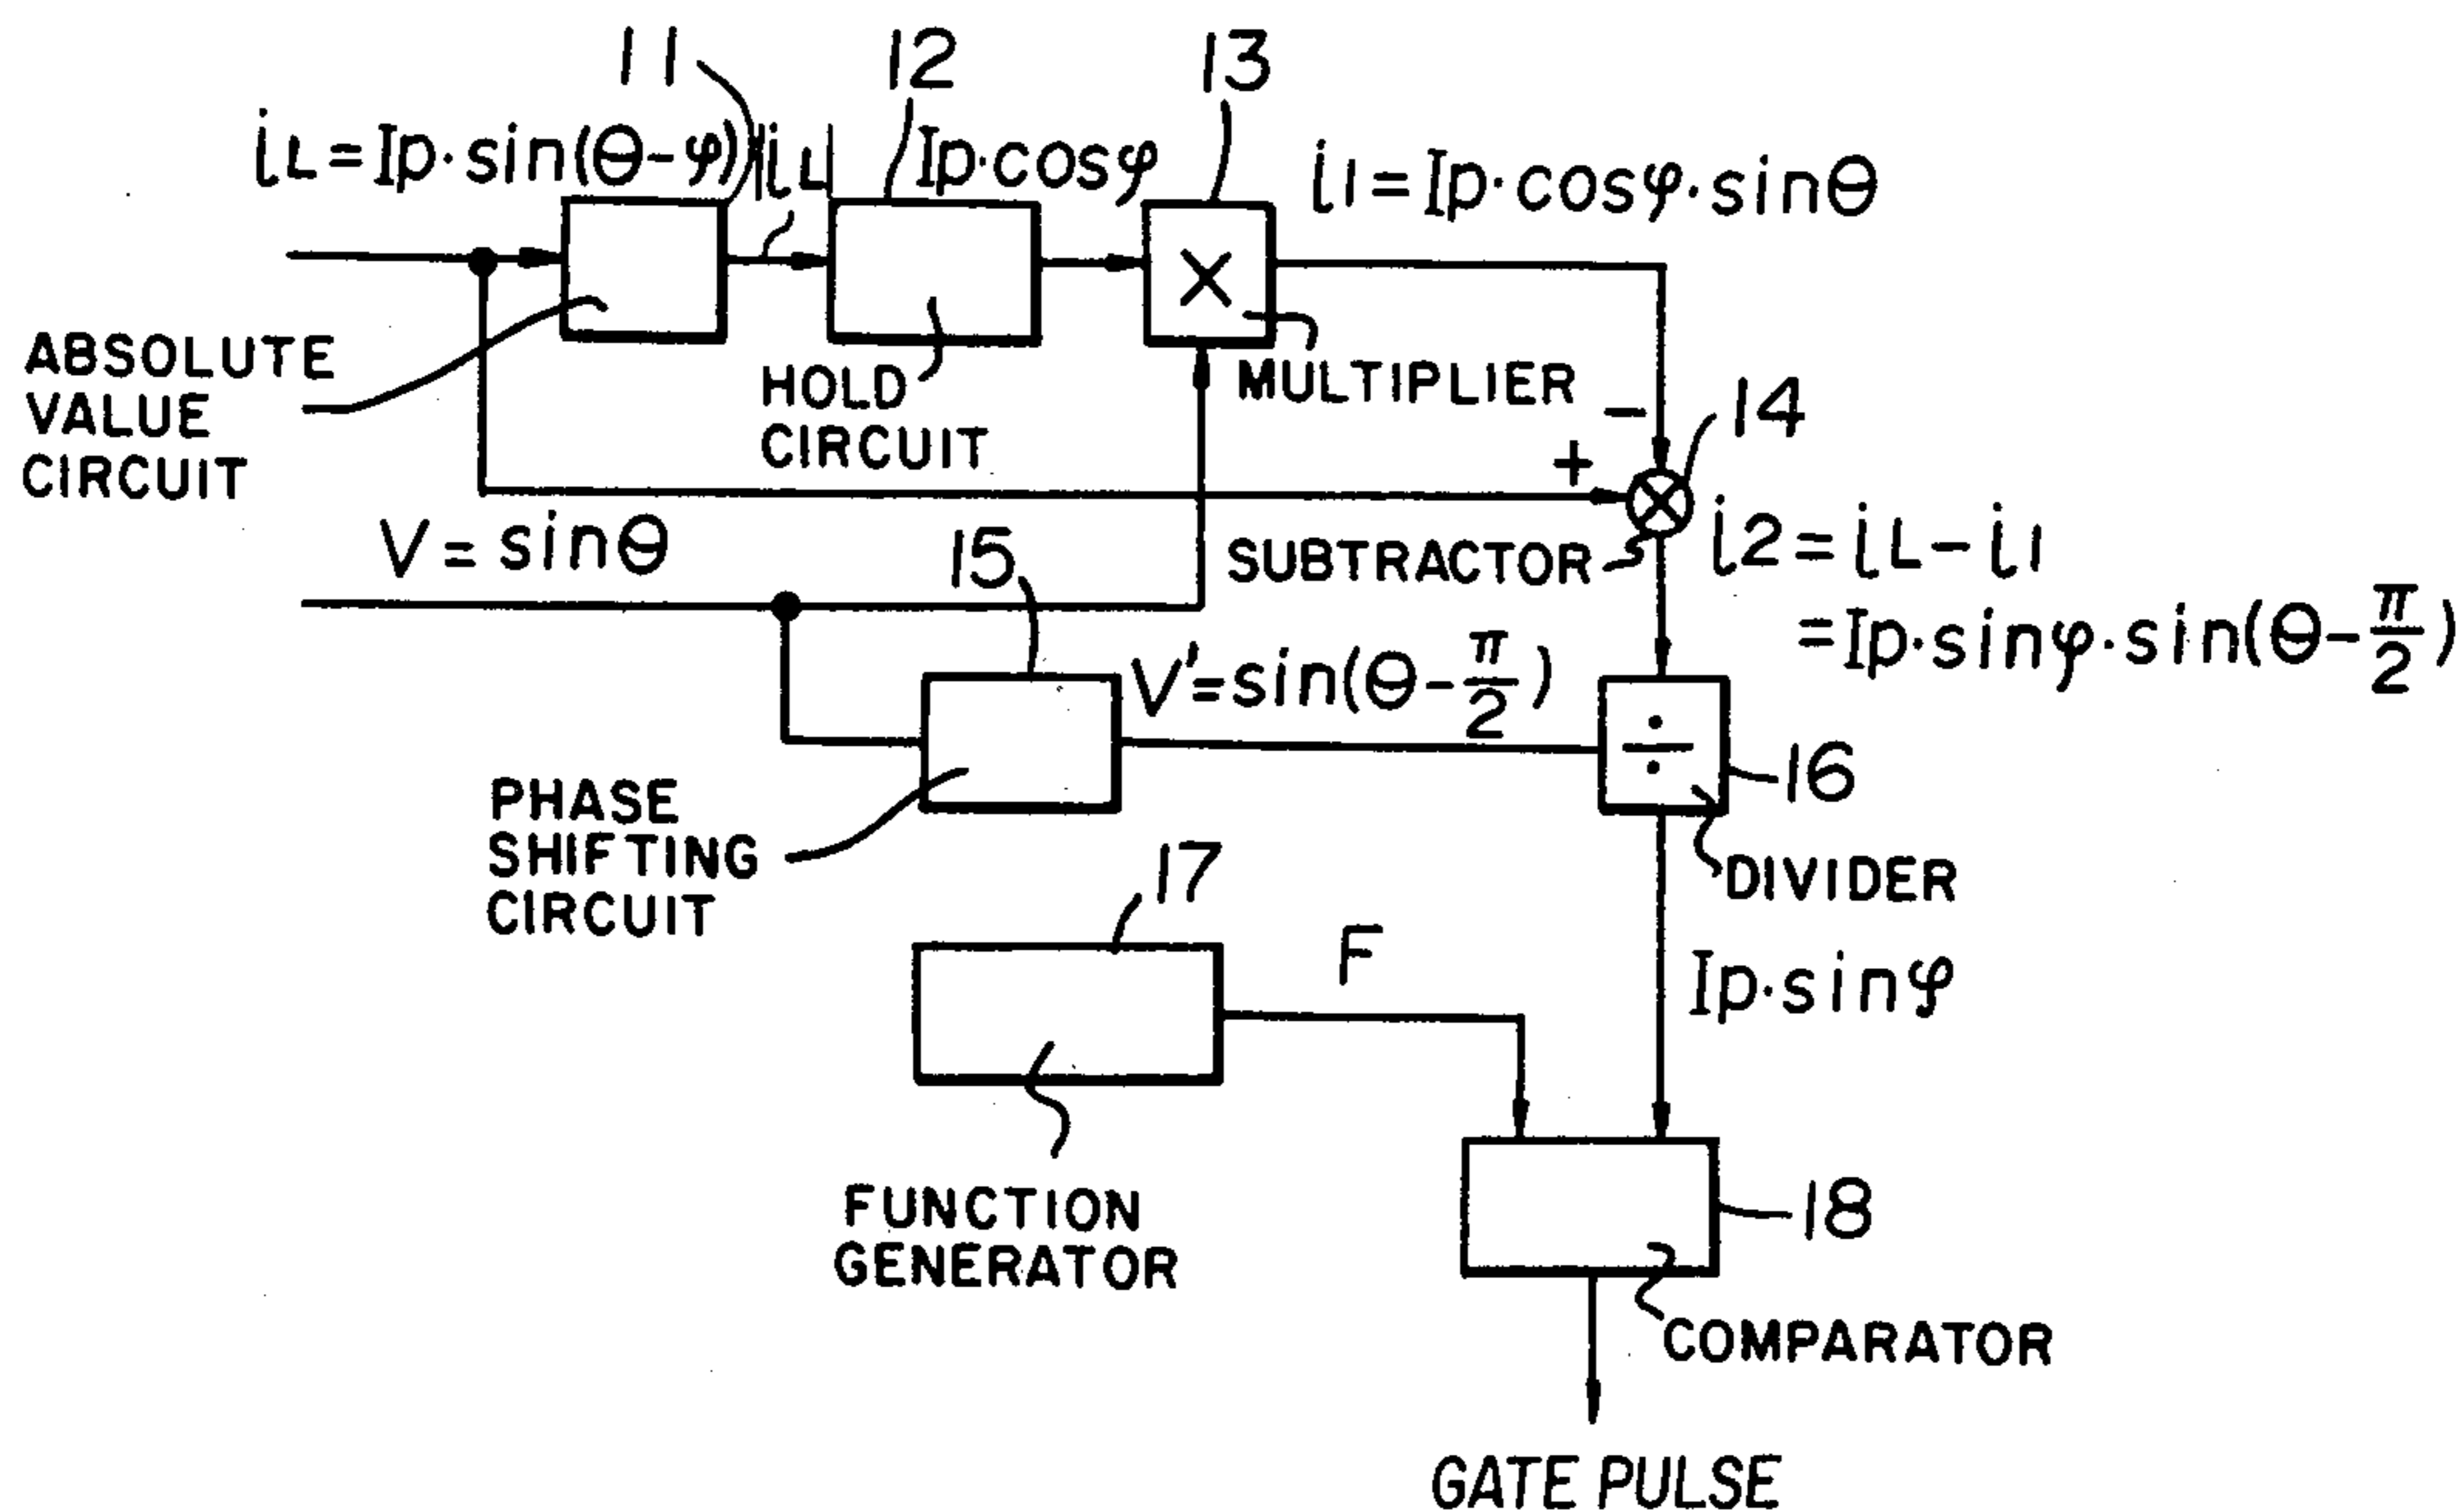 11
12
13
iL=Ip·sin(θ-φ)
|iL|
Ip·cosφ
i1=Ip·cosφ·sinθ
ABSOLUTE
VALUE
CIRCUIT
HOLD
CIRCUIT
×
MULTIPLIER
−
+
14
V=sinθ
15
SUBTRACTOR
i2=iL-i1
=Ip·sinφ·sin(θ-π/2)
V'=sin(θ-π/2)
÷
16
PHASE
SHIFTING
CIRCUIT
DIVIDER
17
F
Ip·sinφ
FUNCTION
GENERATOR
18
COMPARATOR
GATE PULSE